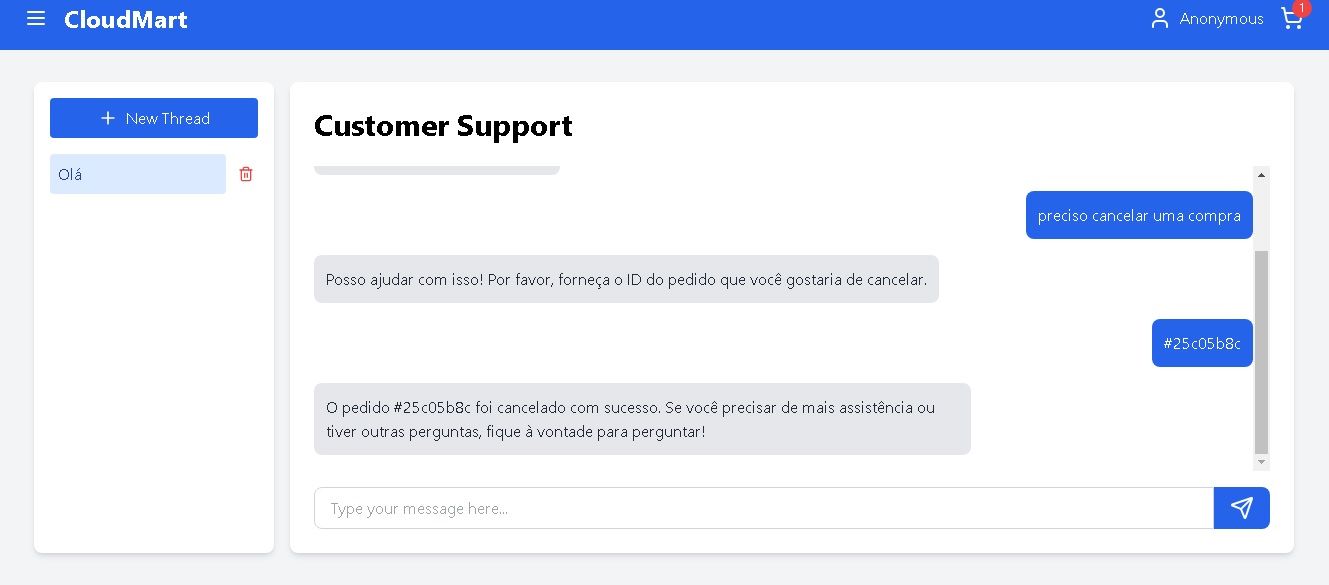 CloudMart
Anonymous
1
New Thread
Olá
Customer Support
preciso cancelar uma compra
Posso ajudar com isso! Por favor, forneça o ID do pedido que você gostaria de cancelar.
#25c05b8c
O pedido #25c05b8c foi cancelado com sucesso. Se você precisar de mais assistência ou
tiver outras perguntas, fique à vontade para perguntar!
Type your message here...